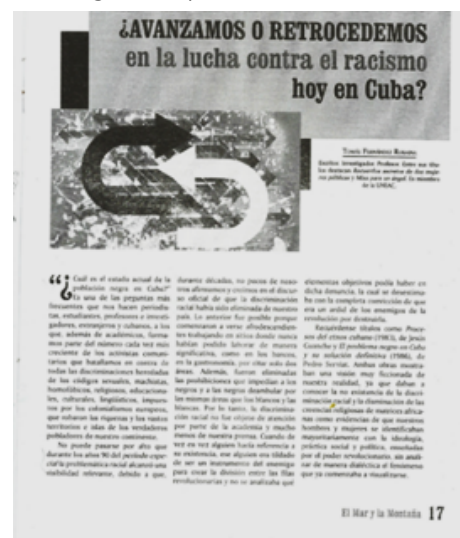 ¿AVANZAMOS O RETROCEDEMOS
en la lucha contra el racismo
hoy en Cuba?
Tomás Fernández Robaina
Escritor, investigador. Profesor.
de la UNEAC.
“¿Cuál es el estado actual de la
población negra en Cuba?”
Es una de las preguntas más
frecuentes que nos hacen periodis-
tas, estudiantes, profesores e investi-
gadores, extranjeros y cubanos, a los
que, además de académicos, forma-
mos parte del número cada vez más
creciente de los activistas comuni-
tarios que batallamos en contra de
todas las discriminaciones heredadas
de los códigos sexuales, machistas,
homofóbicos, religiosos, educaciona-
les, culturales, lingüísticos, impues-
tos por los colonialismos europeos,
que robaron las riquezas y los vastos
territorios e islas de los verdaderos
pobladores de nuestro continente.
No puede pasarse por alto que
durante los años 90 del período espe-
cial la problemática racial alcanzó una
visibilidad relevante, debido a que,
durante décadas, no pocos de noso-
tros afirmamos y creímos en el discur-
so oficial de que la discriminación
racial había sido eliminada de nuestro
país. Lo anterior fue posible porque
comenzaron a verse afrodescendien-
tes trabajando en sitios donde nunca
habían podido laborar de manera
significativa, como en los bancos,
en la gastronomía, por citar solo dos
áreas. Además, fueron eliminadas
las prohibiciones que impedían a los
negros y a las negras deambular por
las mismas áreas que los blancos y las
blancas. Por lo tanto, la discrimina-
ción racial no fue objeto de atención
por parte de la academia y mucho
menos de nuestra prensa. Cuando de
vez en vez alguien hacía referencia a
su existencia, ese alguien era tildado
de ser un instrumento del enemigo
para crear la división entre las filas
revolucionarias y no se analizaba qué
elementos objetivos podía haber en
dicha denuncia, la cual se desestima-
ba con la completa convicción de que
era un ardid de los enemigos de la
revolución por destruirla.
Recuérdense títulos como Proce-
sos del etnos cubano (1983), de Jesús
Guanche y El problema negro en Cuba
y su solución definitiva (1986), de
Pedro Serviat. Ambas obras mostra-
ban una visión muy ficcionada de
nuestra realidad, ya que daban a
conocer la no existencia de la discri-
minación racial y la disminución de las
creencias religiosas de matrices africa-
nas como evidencias de que nuestros
hombres y mujeres se identificaban
mayoritariamente con la ideología,
práctica social y política, enseñadas
por el poder revolucionario, sin anali-
zar de manera dialéctica el fenómeno
que ya comenzaba a visualizarse.
El Mar y la Montaña 17